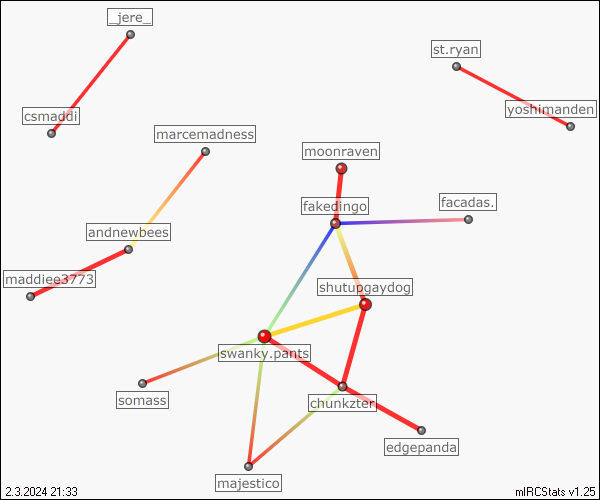 _jere_
st.ryan
csmaddi
yoshimanden
marcemadness
moonraven
fakedingo
facadas.
andnewbees
maddiee3773
shutupgaydog
swanky.pants
somass
chunkzter
edgepanda
majestico
2.3.2024 21:33
mIRCStats v1.25